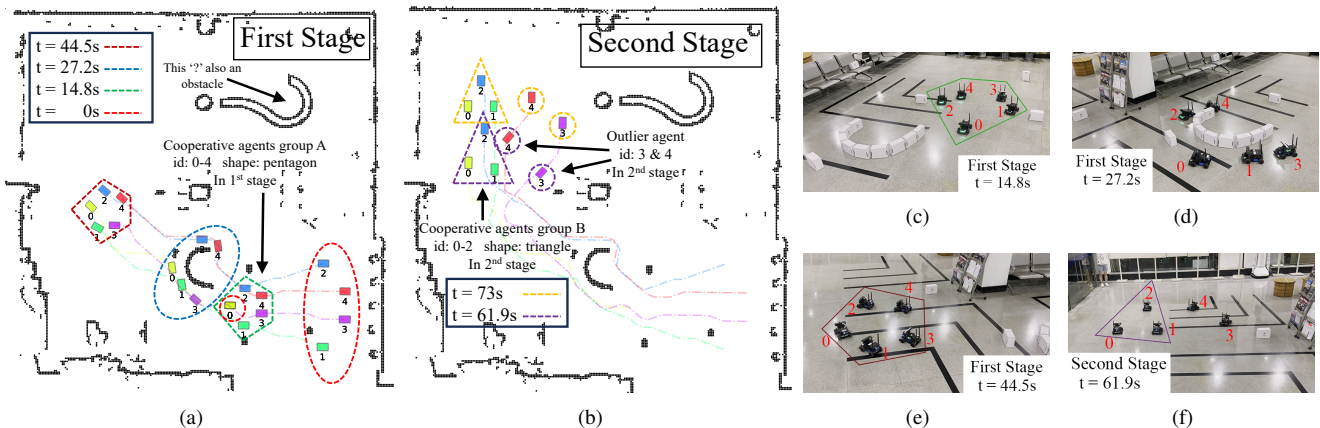 First Stage
t = 44.5s
t = 27.2s
t = 14.8s
t = 0s
This '?' also an
obstacle
Cooperative agents group A
id: 0-4 shape: pentagon
In 1st stage
2
4
0
1
3
2
4
0
1
3
2
4
0
3
1
2
4
3
1
(a)
Second Stage
2
0
1
4
3
2
0
1
4
3
Outlier agent
id: 3 & 4
In 2nd stage
Cooperative agents group B
id: 0-2 shape: triangle
In 2nd stage
t = 73s
t = 61.9s
(b)
2
4
3
1
0
First Stage
t = 14.8s
(c)
2
4
0
1
3
First Stage
t = 27.2s
(d)
2
4
0
1
3
First Stage
t = 44.5s
(e)
2
4
0
1
3
Second Stage
t = 61.9s
(f)